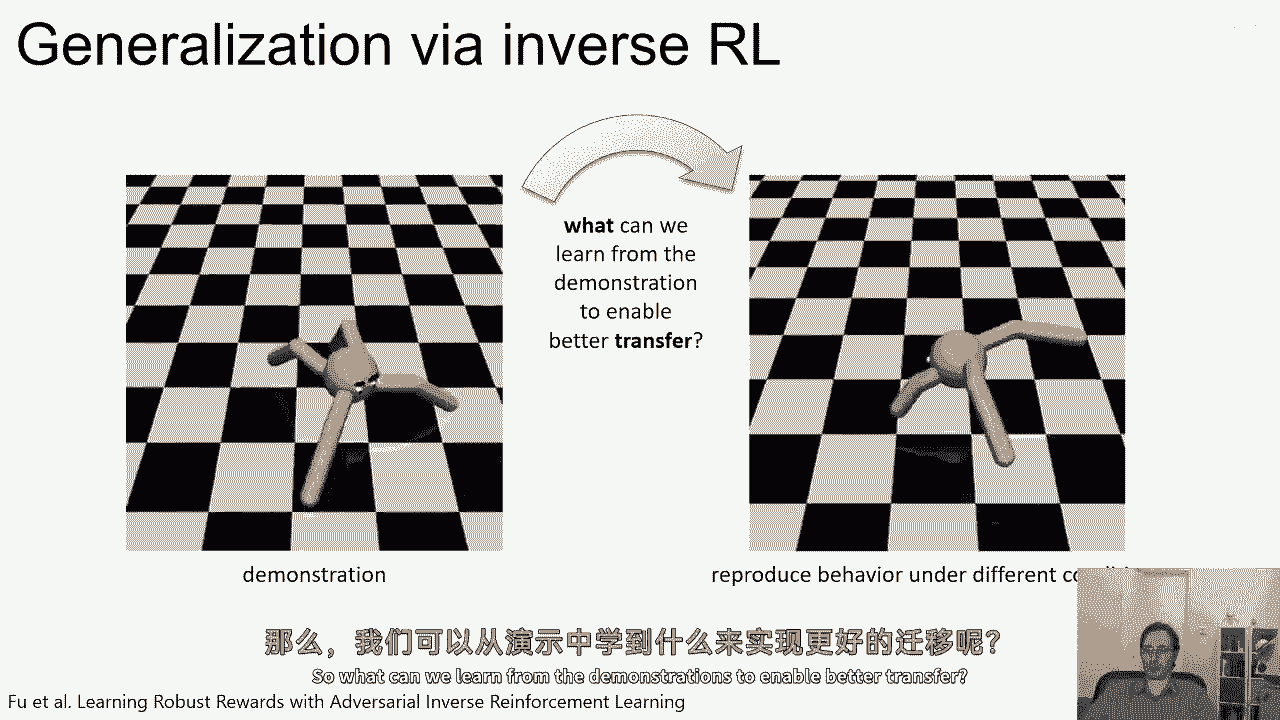 Generalization via inverse RL
what can we
learn from the
demonstration
to enable
better transfer?
demonstration
reproduce behavior under different
那么，我们可以从演示中学到什么来实现更好的迁移呢？
So what can we learn from the demonstrations to enable better transfer?
Fu et al. Learning Robust Rewards with Adversarial Inverse Reinforcement Learning